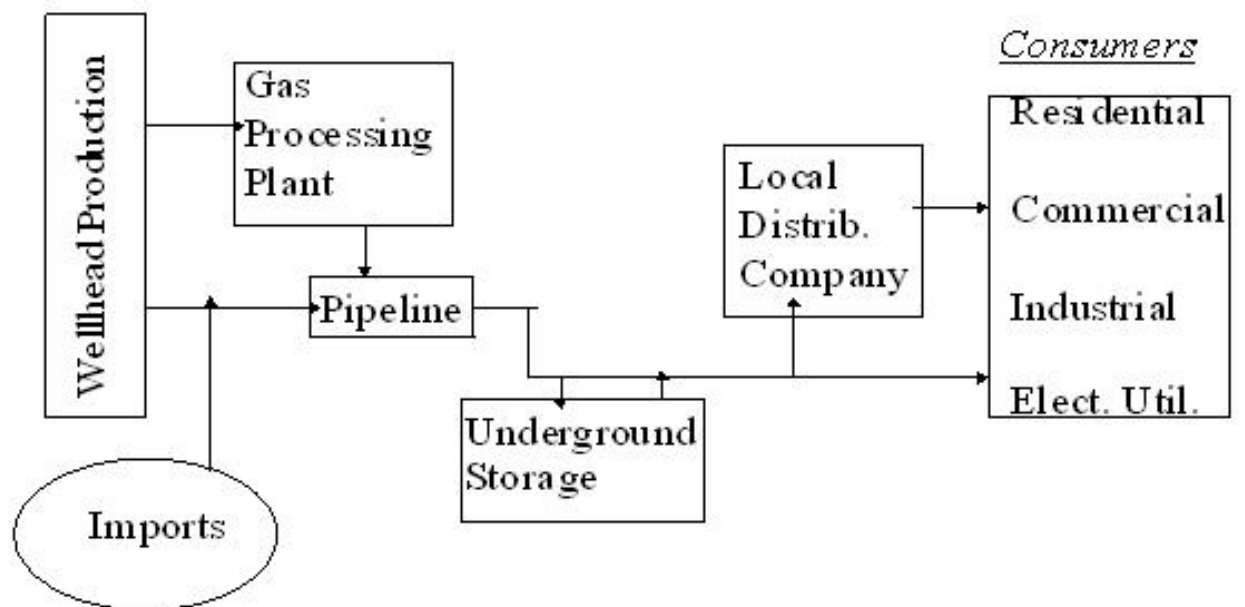 Wellhead Production
Gas
Processing
Plant
Pipeline
Imports
Underground
Storage
Local
Distrib.
Company
Consumers
Residential
Commercial
Industrial
Elect. Util.